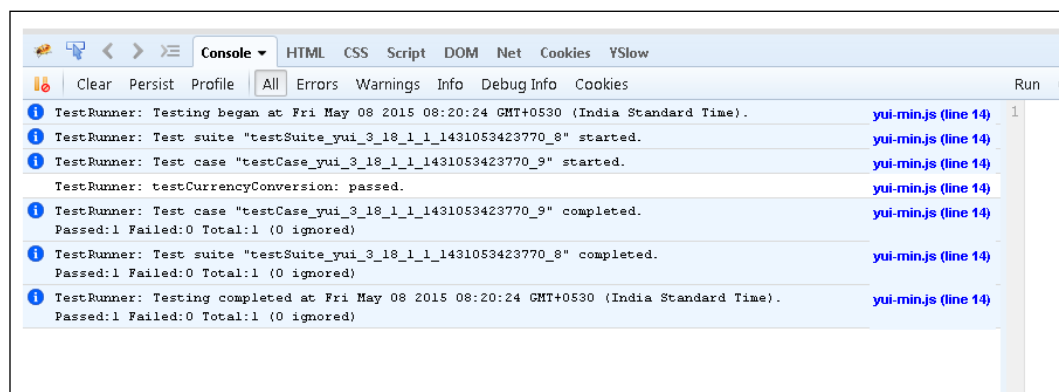 Console HTML CSS Script DOM Net Cookies YSlow
Clear Persist Profile All Errors Warnings Info Debug Info Cookies Run
TestRunner: Testing began at Fri May 08 2015 08:20:24 GMT+0530 (India Standard Time). yui-min.js (line 14) 1
TestRunner: Test suite "testSuite_yui_3_18_1_1_1431053423770_8" started. yui-min.js (line 14)
TestRunner: Test case "testCase_yui_3_18_1_1_1431053423770_9" started. yui-min.js (line 14)
TestRunner: testCurrencyConversion: passed. yui-min.js (line 14)
TestRunner: Test case "testCase_yui_3_18_1_1_1431053423770_9" completed. yui-min.js (line 14)
Passed:1 Failed:0 Total:1 (0 ignored)
TestRunner: Test suite "testSuite_yui_3_18_1_1_1431053423770_8" completed. yui-min.js (line 14)
Passed:1 Failed:0 Total:1 (0 ignored)
TestRunner: Testing completed at Fri May 08 2015 08:20:24 GMT+0530 (India Standard Time). yui-min.js (line 14)
Passed:1 Failed:0 Total:1 (0 ignored)